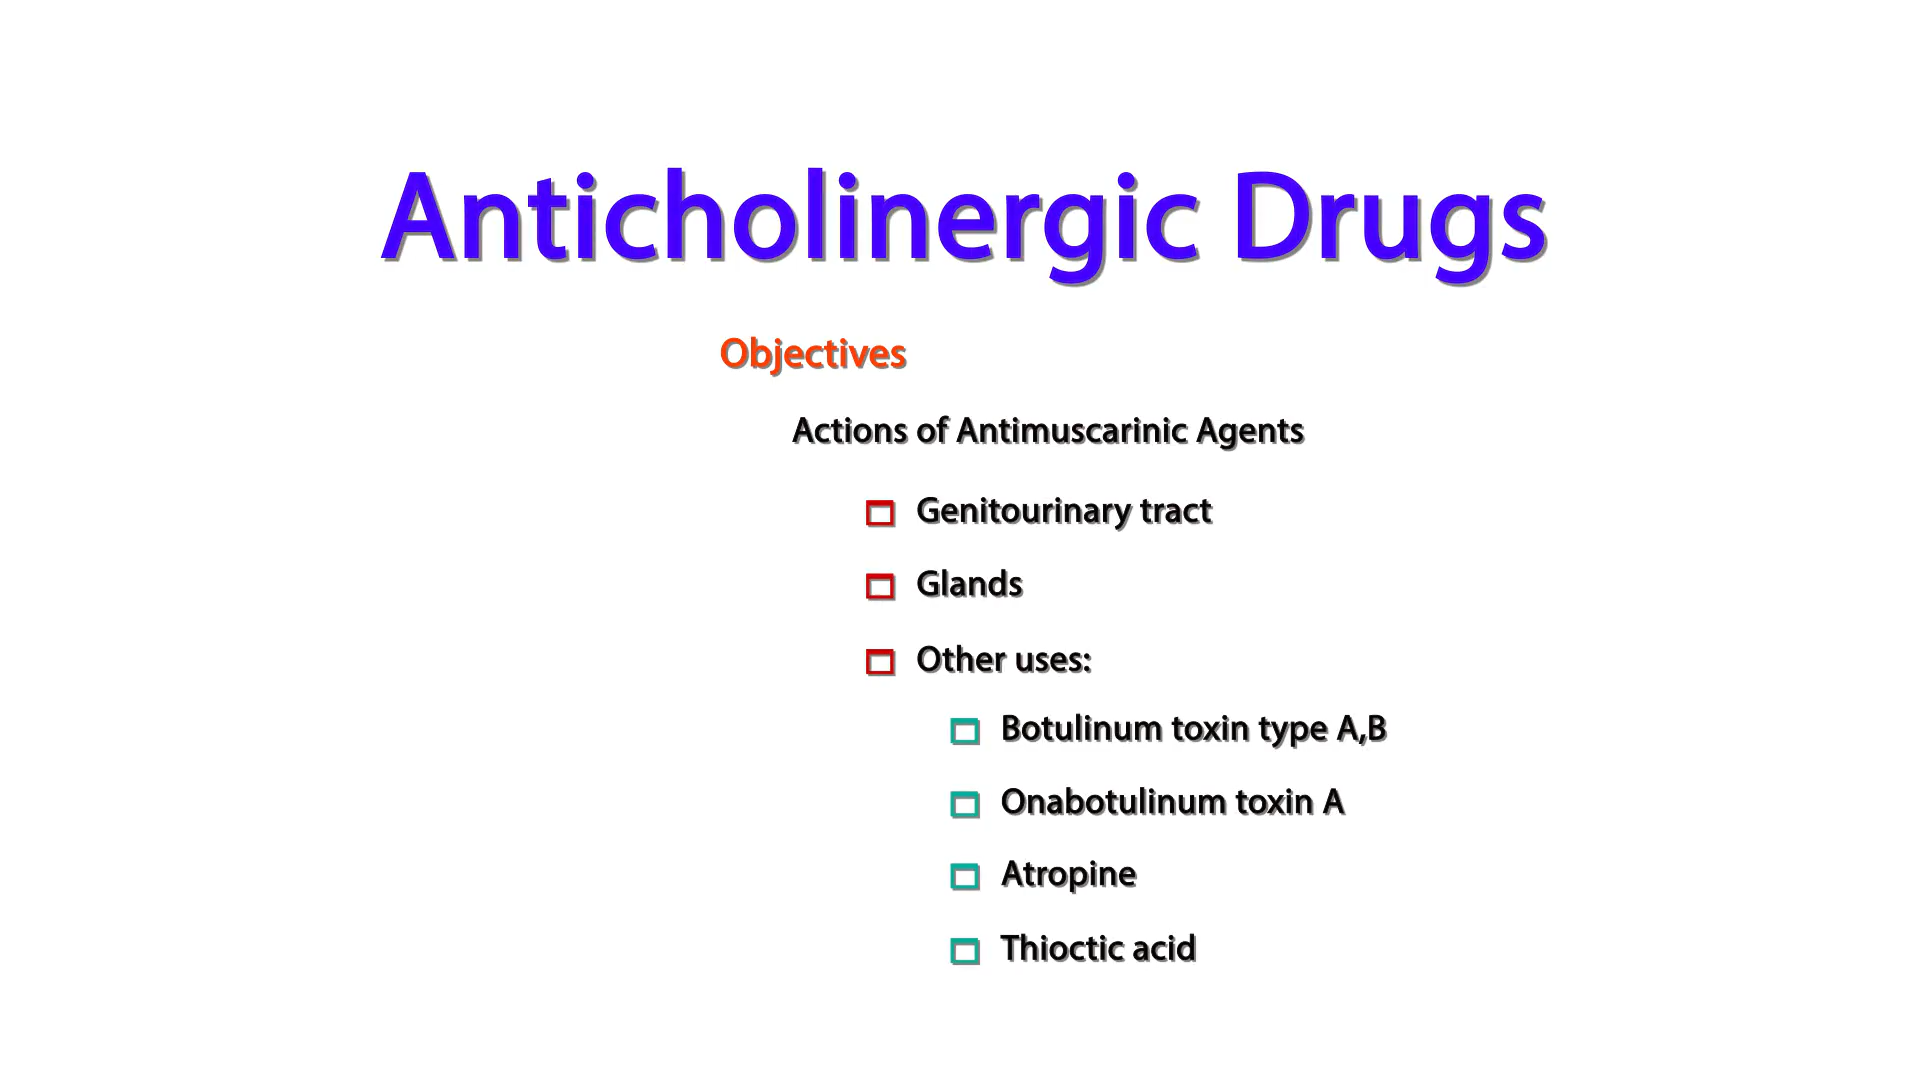 Anticholinergic Drugs
Objectives
Actions of Antimuscarinic Agents
Genitourinary tract
Glands
Other uses:
Botulinum toxin type A,B
Onabotulinum toxin A
Atropine
Thioctic acid